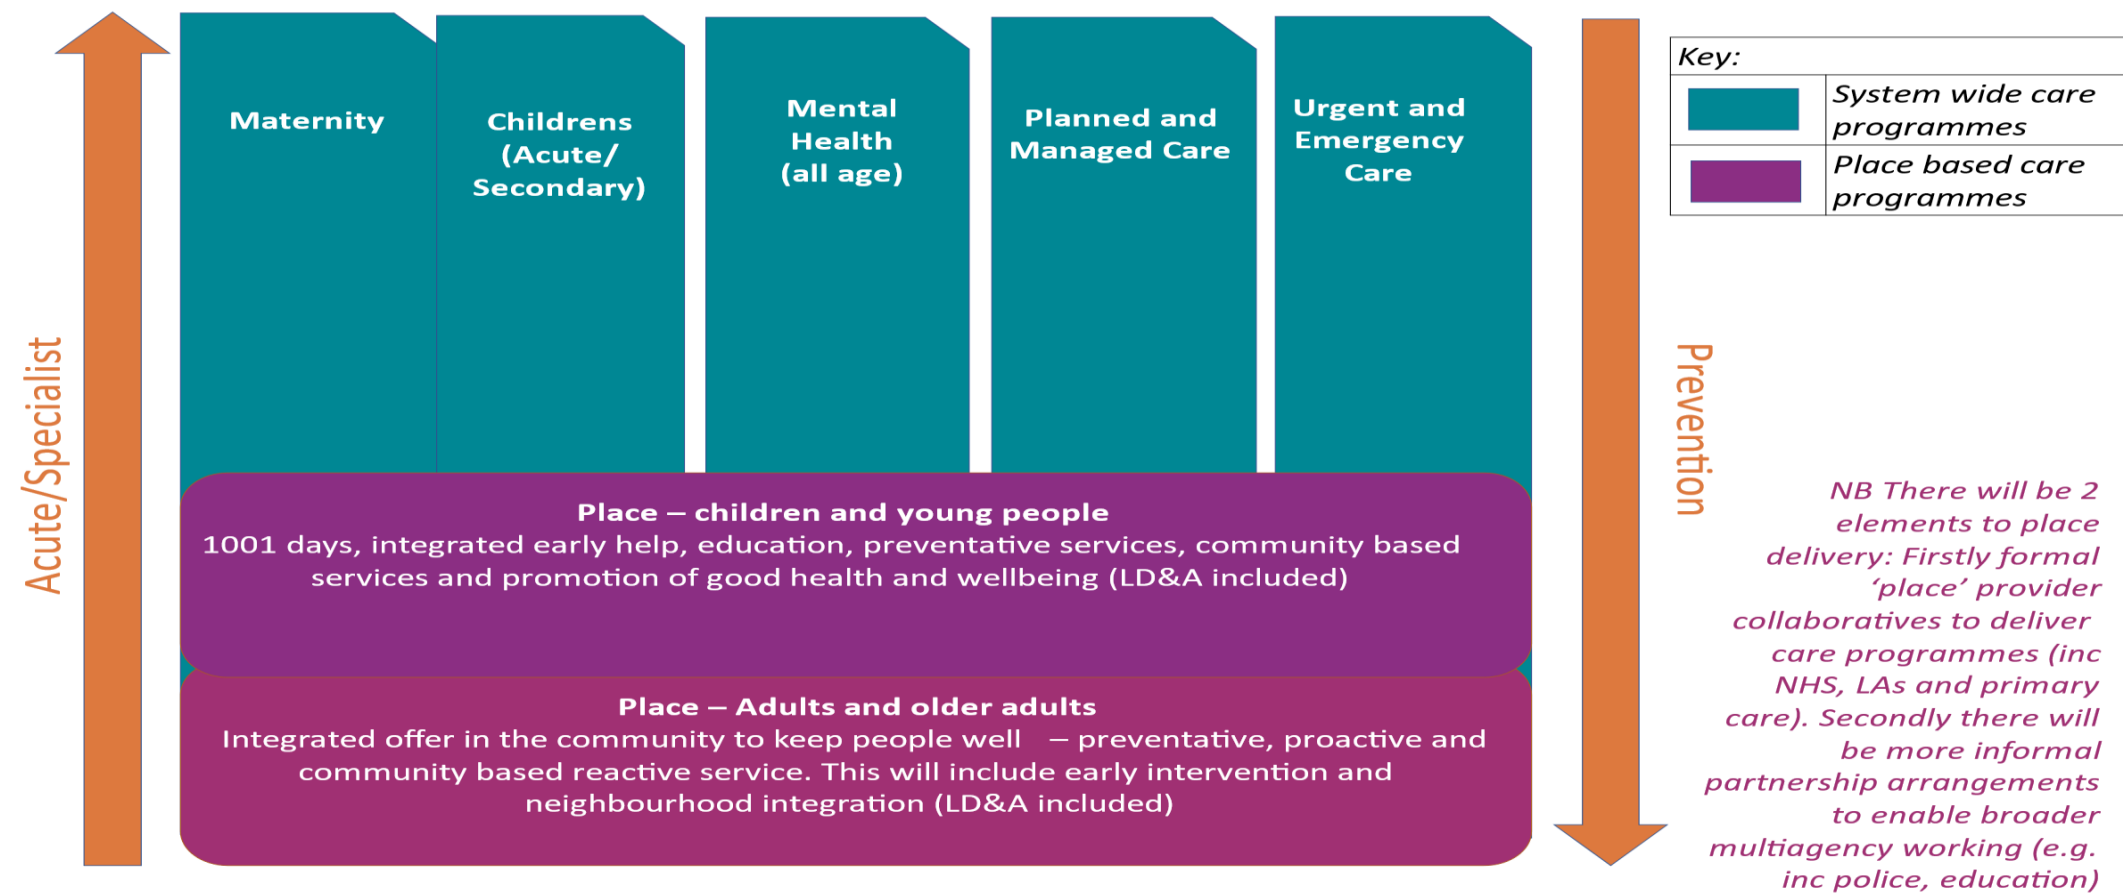 Acute/Specialist
Maternity
Childrens
(Acute/
Secondary)
Mental
Health
(all age)
Planned and
Managed Care
Urgent and
Emergency
Care
Place – children and young people
1001 days, integrated early help, education, preventative services, community based
services and promotion of good health and wellbeing (LD&A included)
Place – Adults and older adults
Integrated offer in the community to keep people well – preventative, proactive and
community based reactive service. This will include early intervention and
neighbourhood integration (LD&A included)
Prevention
Key:
System wide care
programmes
Place based care
programmes
NB There will be 2
elements to place
delivery: Firstly formal
‘place’ provider
collaboratives to deliver
care programmes (inc
NHS, LAs and primary
care). Secondly there will
be more informal
partnership arrangements
to enable broader
multiagency working (e.g.
inc police, education)